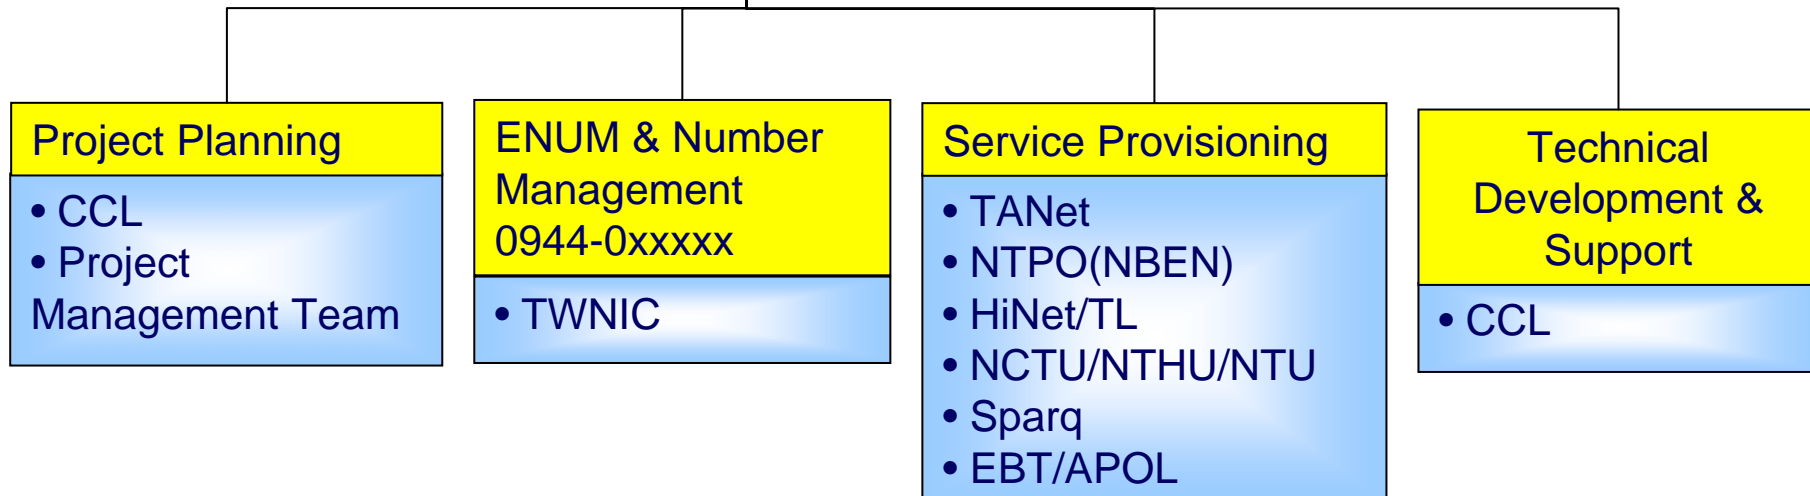 Project Planning
• CCL
• Project
Management Team
ENUM & Number
Management
0944-0xxxxx
• TWNIC
Service Provisioning
• TANet
• NTPO(NBEN)
• HiNet/TL
• NCTU/NTHU/NTU
• Sparq
• EBT/APOL
Technical
Development &
Support
• CCL